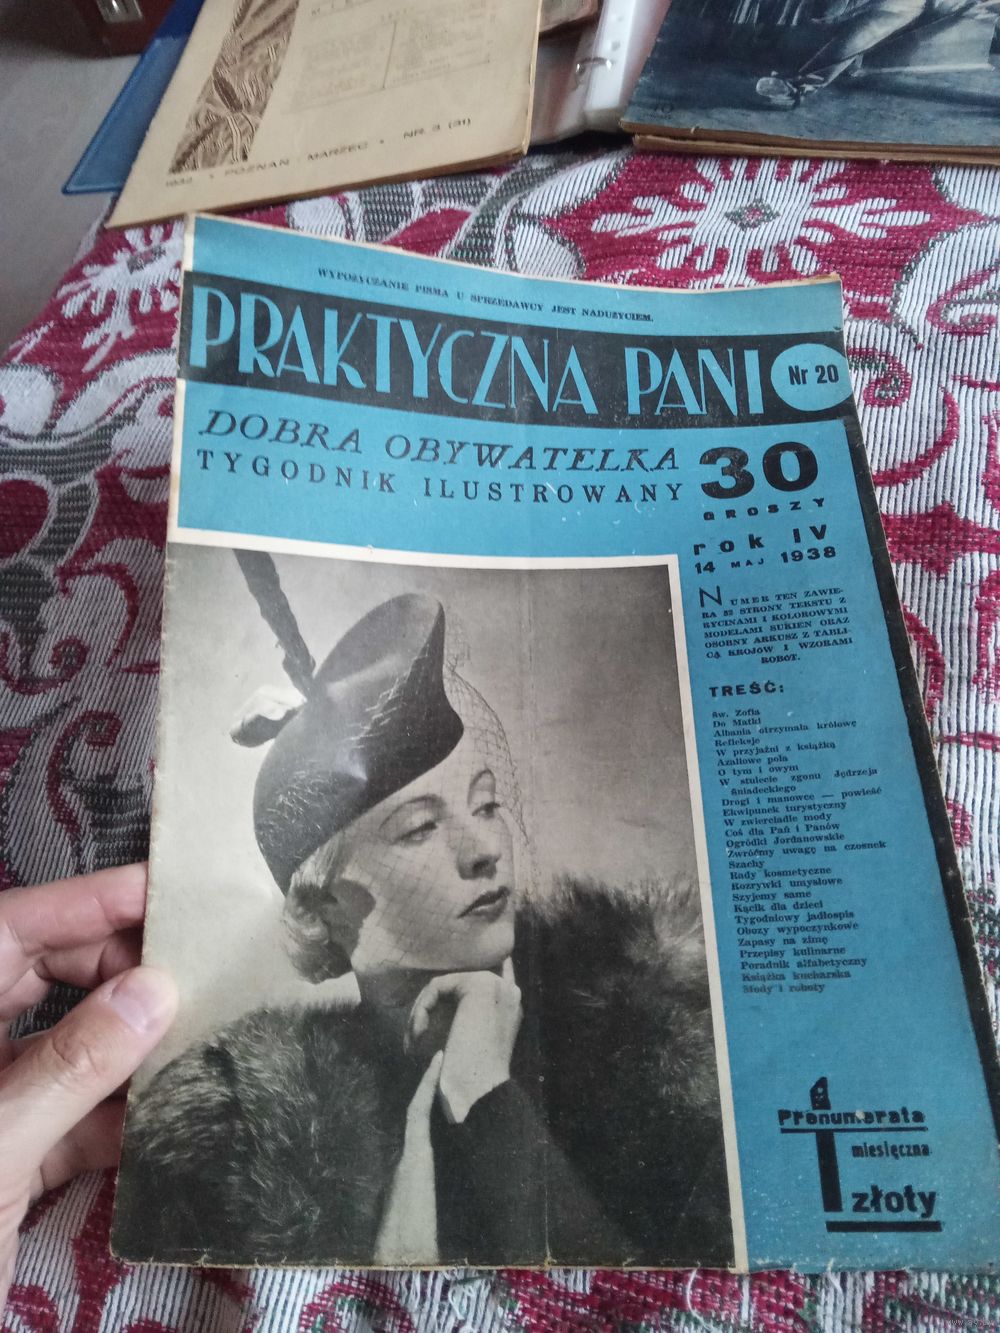 1932 • POZNAŃ - MARZEC • NR. 3 (31)
WYPOŻYCZANIE PISMA U SPRZEDAWCY JEST NADUŻYCIEM.
PRAKTYCZNA PANI
Nr 20
DOBRA OBYWATELKA
TYGODNIK ILUSTROWANY
30
GROSZY
rok IV
14 MAJ 1938
NUMER TEN ZAWIE-
RA 32 STRONY TEKSTU Z
RYCINAMI I KOLOROWYMI
MODELAMI SUKIEN ORAZ
OSOBNY ARKUSZ Z TABLI-
CĄ KROJÓW I WZORAMI
ROBÓT.
TREŚĆ:
Św. Zofia
Do Matki
Albania otrzymała królowę
Refleksje
W przyjaźni z książką
Azaliowe pola
O tym i owym
W stulecie zgonu Jędrzeja
Śniadeckiego
Drogi i manowce — powieść
Ekwipunek turystyczny
W zwierciadle mody
Coś dla Pań i Panów
Ogródki Jordanowskie
Zwróćmy uwagę na czosnek
Szachy
Rady kosmetyczne
Rozrywki umysłowe
Szyjemy same
Kącik dla dzieci
Tygodniowy jadłospis
Obozy wypoczynkowe
Zapasy na zimę
Przepisy kulinarne
Poradnik alfabetyczny
Książka kucharska
Mody i roboty
Prenumerata
miesięczna
1 złoty